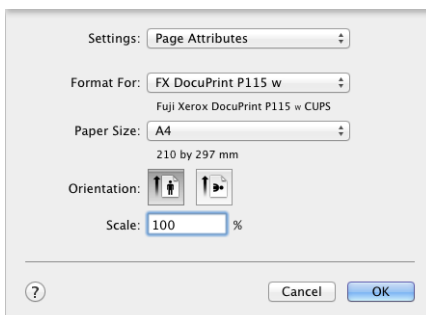 Settings: Page Attributes
Format For: FX DocuPrint P115 w
Fuji Xerox DocuPrint P115 w CUPS
Paper Size: A4
210 by 297 mm
Orientation:
Scale: 100 %
? Cancel OK